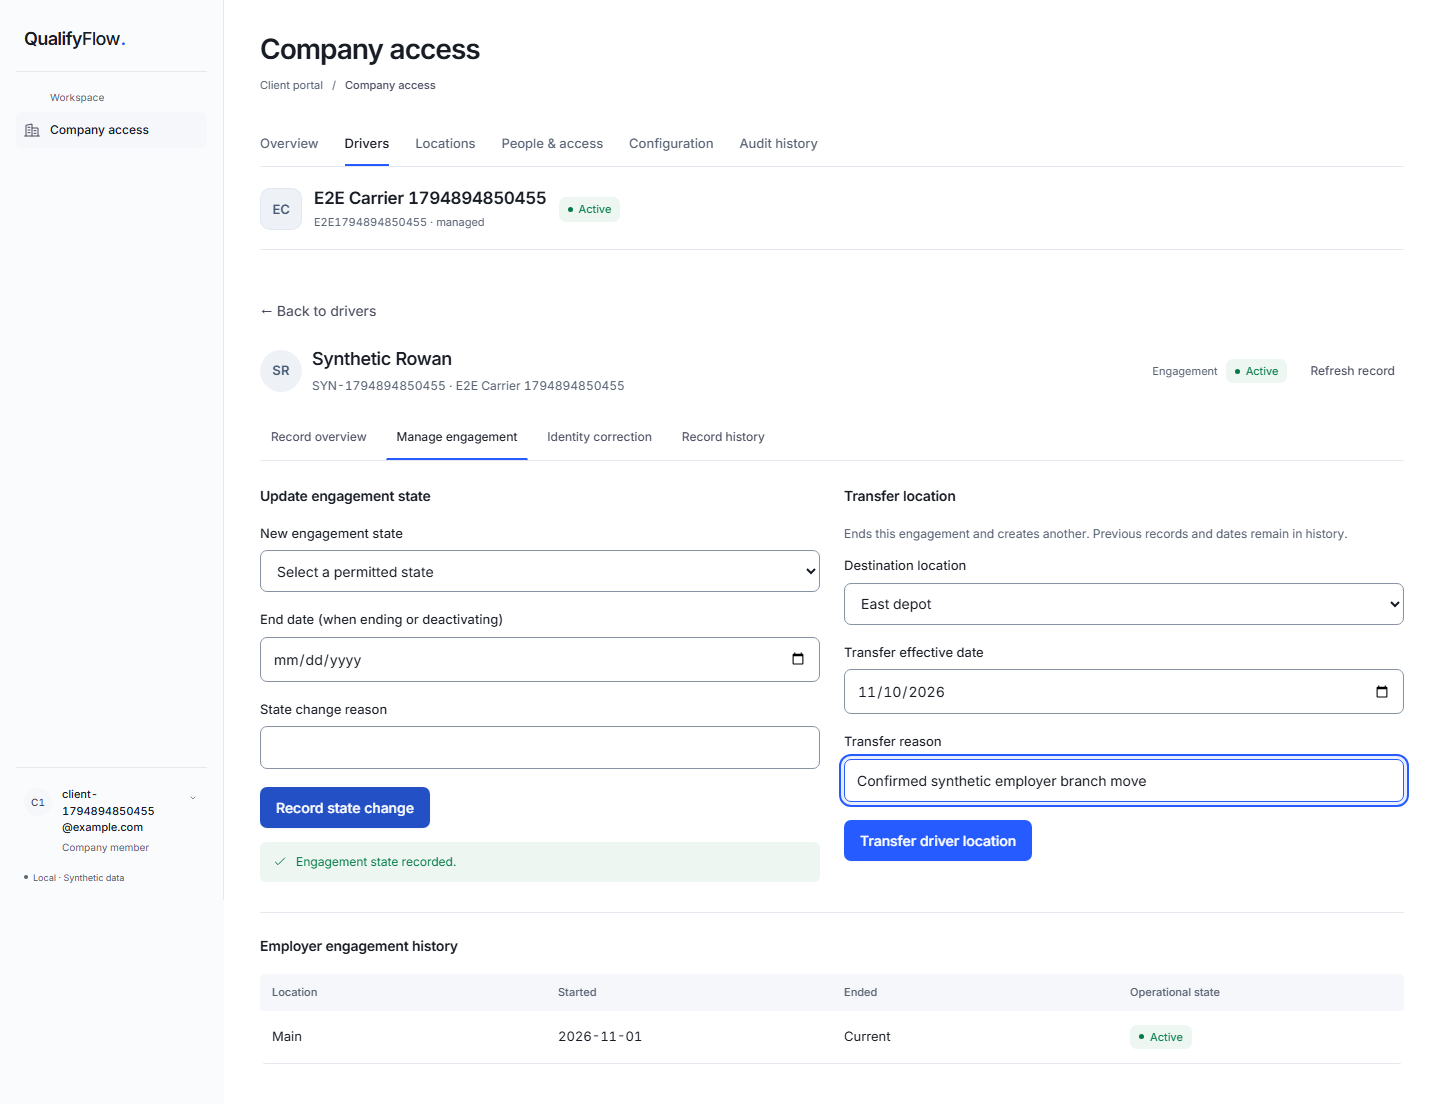 QualifyFlow.
Workspace
Company access
C1
client-
1794894850455
@example.com
Company member
Local · Synthetic data
Company access
Client portal / Company access
Overview Drivers Locations People & access Configuration Audit history
EC
E2E Carrier 1794894850455
Active
E2E1794894850455 · managed
← Back to drivers
SR
Synthetic Rowan
SYN-1794894850455 · E2E Carrier 1794894850455
Engagement Active Refresh record
Record overview Manage engagement Identity correction Record history
Update engagement state
New engagement state
Select a permitted state
End date (when ending or deactivating)
mm/dd/yyyy
State change reason
Record state change
Engagement state recorded.
Transfer location
Ends this engagement and creates another. Previous records and dates remain in history.
Destination location
East depot
Transfer effective date
11/10/2026
Transfer reason
Confirmed synthetic employer branch move
Transfer driver location
Employer engagement history
Location Started Ended Operational state
Main 2026-11-01 Current Active